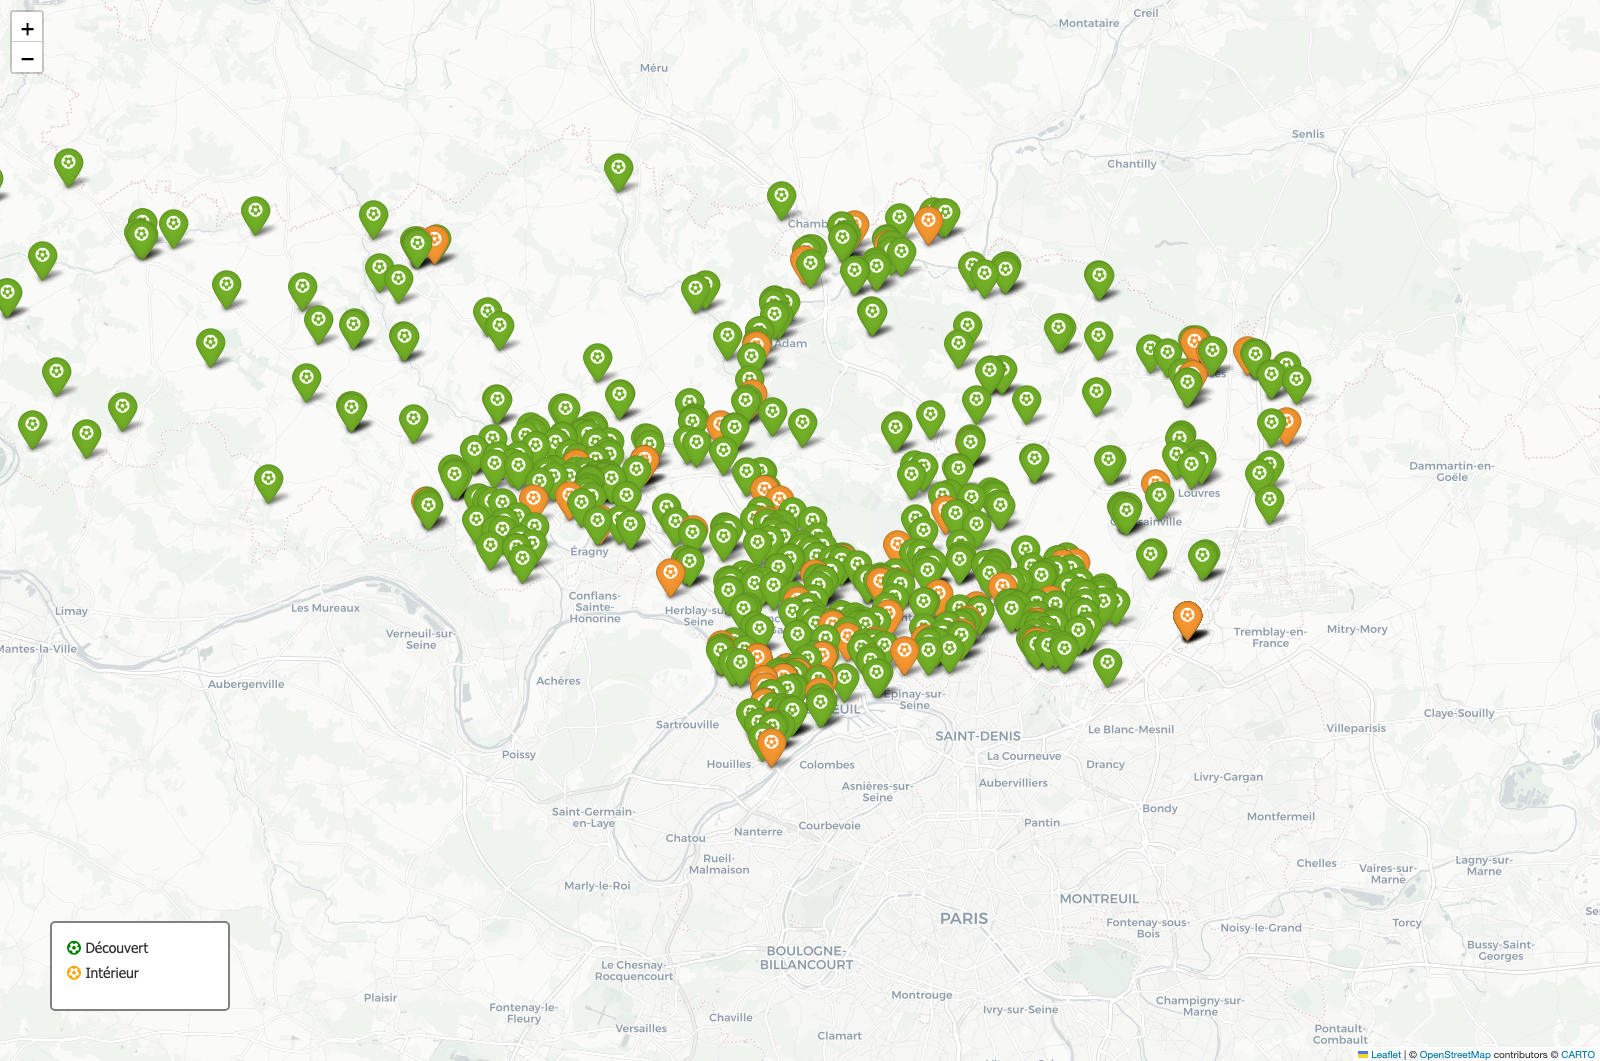 +
−
Creil
Montataire
Méru
Senlis
Chantilly
Chamb
Adam
es
Dammartin-en-
Goële
Louvres
ainville
Éragny
Limay
Les Mureaux
Conflans-
Sainte-
Honorine
Herblay-sur-
Seine
Verneuil-sur-
Seine
Mantes-la-Ville
Tremblay-en-
France
Mitry-Mory
Aubergenville
Achères
Épinay-sur-
Seine
EUIL
Sartrouville
Claye-Souilly
SAINT-DENIS
Le Blanc-Mesnil
Villeparisis
Poissy
Houilles
Colombes
La Courneuve
Drancy
Asnières-sur-
Seine
Aubervilliers
Livry-Gargan
Saint-Germain-
en-Laye
Bondy
Montfermeil
Chatou
Nanterre
Courbevoie
Pantin
Rueil-
Malmaison
Chelles
Vaires-sur-
Marne
Lagny-sur-
Marne
Marly-le-Roi
MONTREUIL
PARIS
Fontenay-sous-
Bois
Noisy-le-Grand
Torcy
Se
BOULOGNE-
BILLANCOURT
Bussy-Saint-
Georges
Le Chesnay-
Rocquencourt
Découvert
Intérieur
Plaisir
Fontenay-le-
Fleury
Montrouge
Ivry-sur-Seine
Champigny-sur-
Marne
Chaville
Versailles
Clamart
Pontault-
Combault
Leaflet | © OpenStreetMap contributors © CARTO